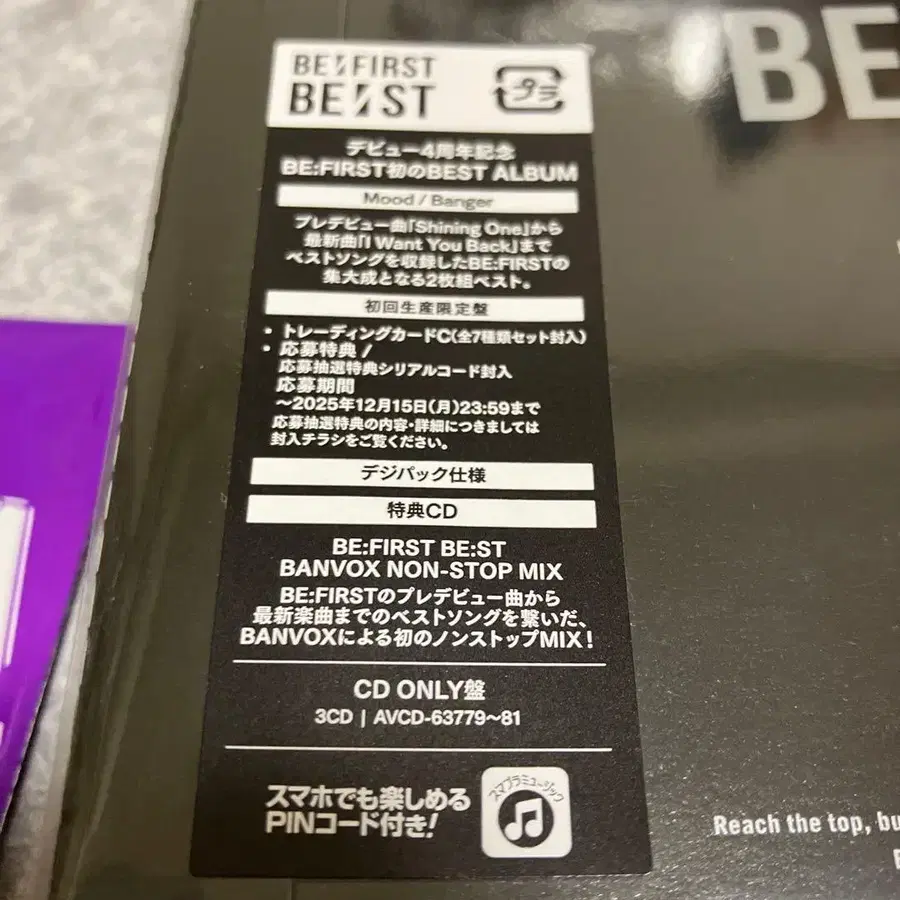 BE:FIRST
BE:ST
プラ
デビュー4周年記念
BE:FIRST初のBEST ALBUM
Mood / Banger
プレデビュー曲「Shining One」から
最新曲「I Want You Back」まで
ベストソングを収録したBE:FIRSTの
集大成となる2枚組ベスト。
初回生産限定盤
・トレーディングカードC(全7種類セット封入)
・応募特典 /
応募抽選特典シリアルコード封入
応募期間
～2025年12月15日(月)23:59まで
応募抽選特典の内容・詳細につきましては
封入チラシをご覧ください。
デジパック仕様
特典CD
BE:FIRST BE:ST
BANVOX NON-STOP MIX
BE:FIRSTのプレデビュー曲から
最新楽曲までのベストソングを繋いだ、
BANVOXによる初のノンストップMIX!
CD ONLY盤
3CD | AVCD-63779～81
スマホでも楽しめる
PINコード付き!
スマプラミュージック
BE
Reach the top, bu